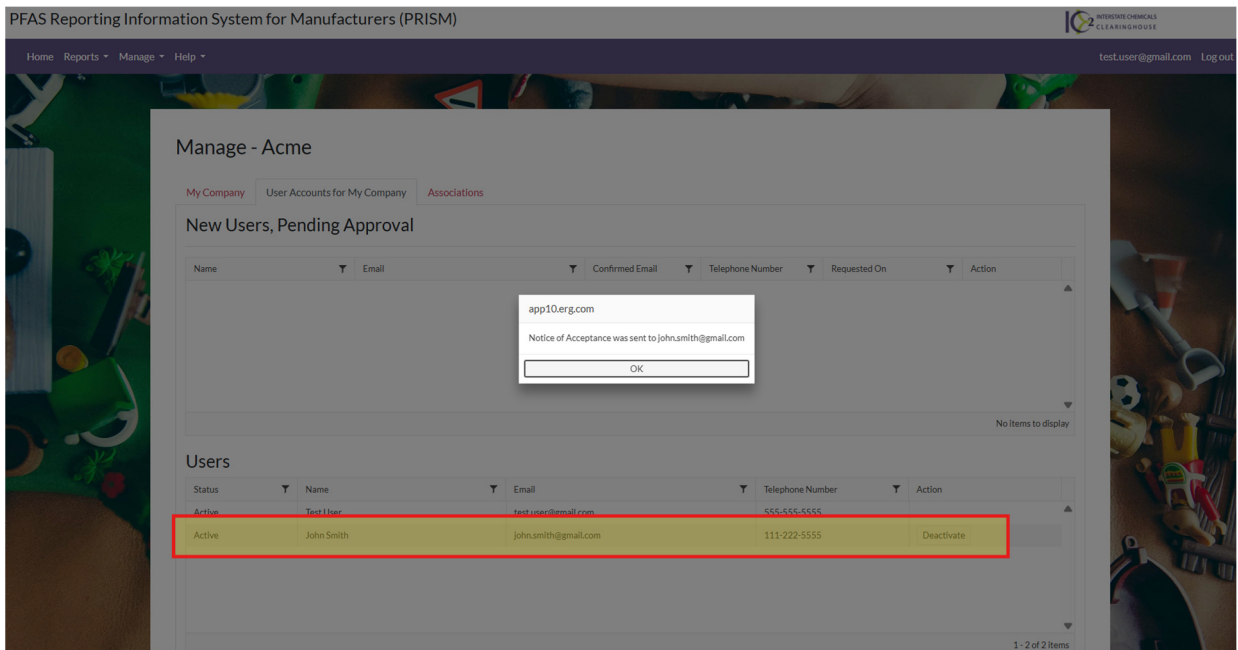 PFAS Reporting Information System for Manufacturers (PRISM)
IC2 INTERSTATE CHEMICALS
CLEARINGHOUSE
Home Reports Manage Help test.user@gmail.com Log out
Manage - Acme
My Company User Accounts for My Company Associations
New Users, Pending Approval
Name Email Confirmed Email Telephone Number Requested On Action
app10.erg.com
Notice of Acceptance was sent to john.smith@gmail.com
OK
No items to display
Users
Status Name Email Telephone Number Action
Active Test User test.user@gmail.com 555-555-5555
Active John Smith john.smith@gmail.com 111-222-5555 Deactivate
1 - 2 of 2 items